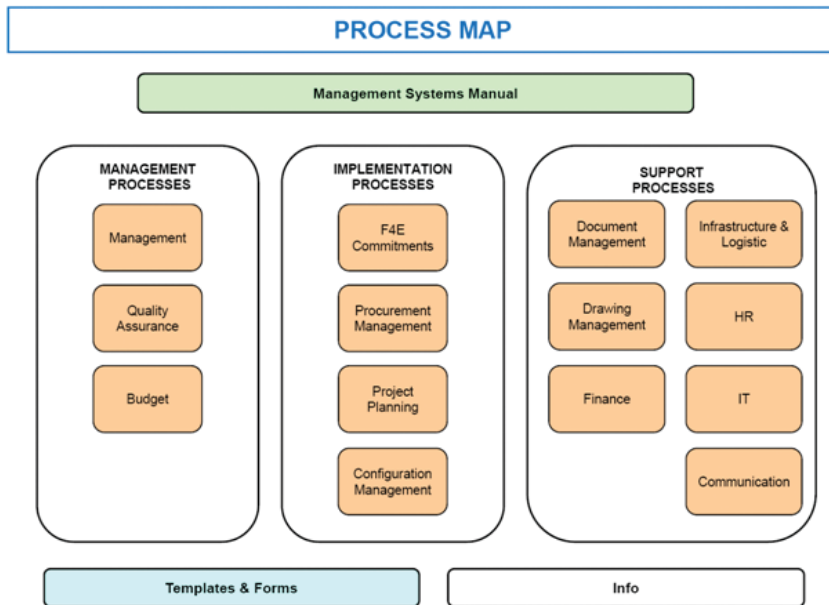 PROCESS MAP
Management Systems Manual
MANAGEMENT
PROCESSES
Management
Quality
Assurance
Budget
IMPLEMENTATION
PROCESSES
F4E
Commitments
Procurement
Management
Project
Planning
Configuration
Management
SUPPORT
PROCESSES
Document
Management
Infrastructure &
Logistic
Drawing
Management
HR
Finance
IT
Communication
Templates & Forms
Info